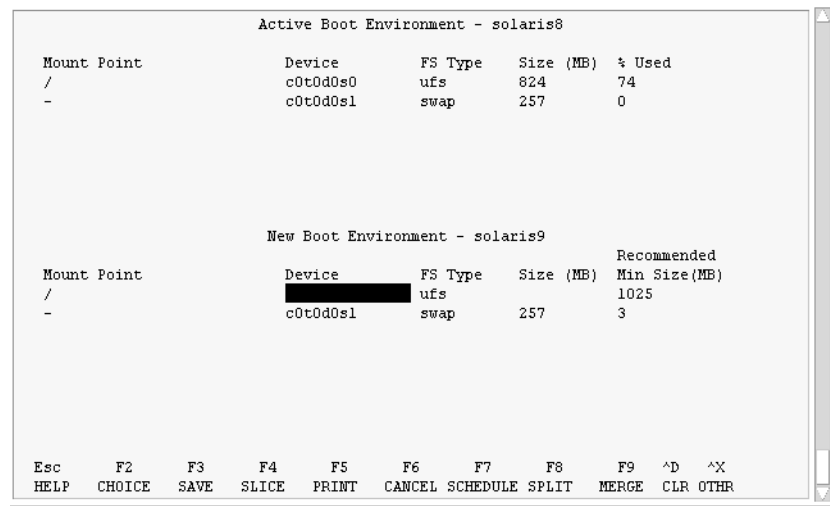 Active Boot Environment - solaris8
Mount Point Device FS Type Size (MB) % Used
/ c0t0d0s0 ufs 824 74
- c0t0d0s1 swap 257 0
New Boot Environment - solaris9
Recommended
Mount Point Device FS Type Size (MB) Min Size(MB)
/ ufs 1025
- c0t0d0s1 swap 257 3
Esc F2 F3 F4 F5 F6 F7 F8 F9 ^D ^X
HELP CHOICE SAVE SLICE PRINT CANCEL SCHEDULE SPLIT MERGE CLR OTHR